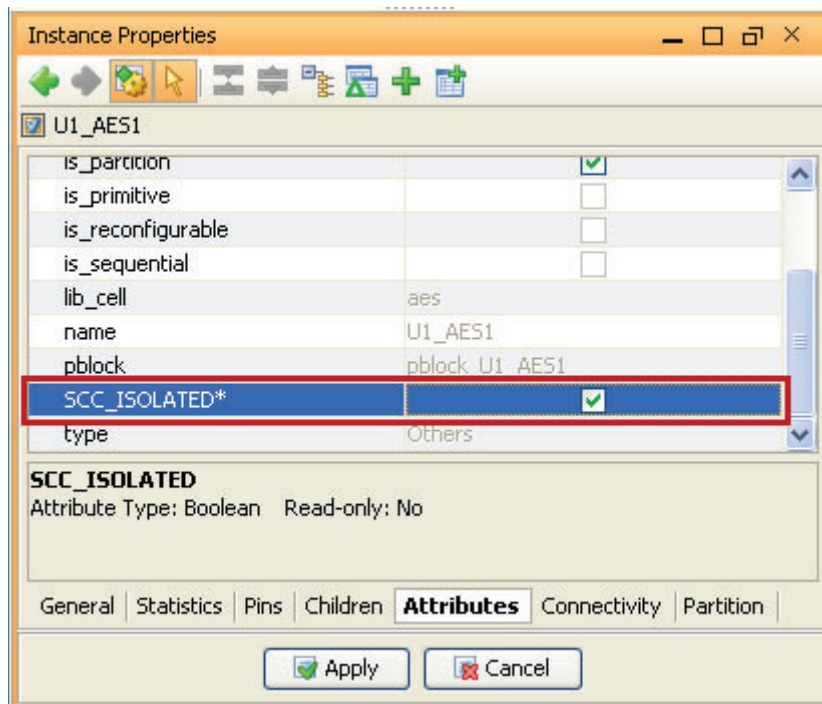 Instance Properties
U1_AES1
is_partition
is_primitive
is_reconfigurable
is_sequential
lib_cell aes
name U1_AES1
pblock pblock_U1_AES1
SCC_ISOLATED*
type Others
SCC_ISOLATED
Attribute Type: Boolean Read-only: No
General Statistics Pins Children Attributes Connectivity Partition
Apply Cancel